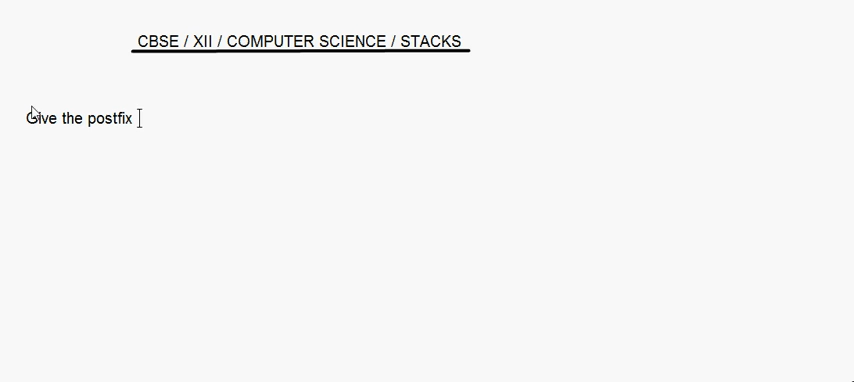 CBSE / XII / COMPUTER SCIENCE / STACKS
Give the postfix